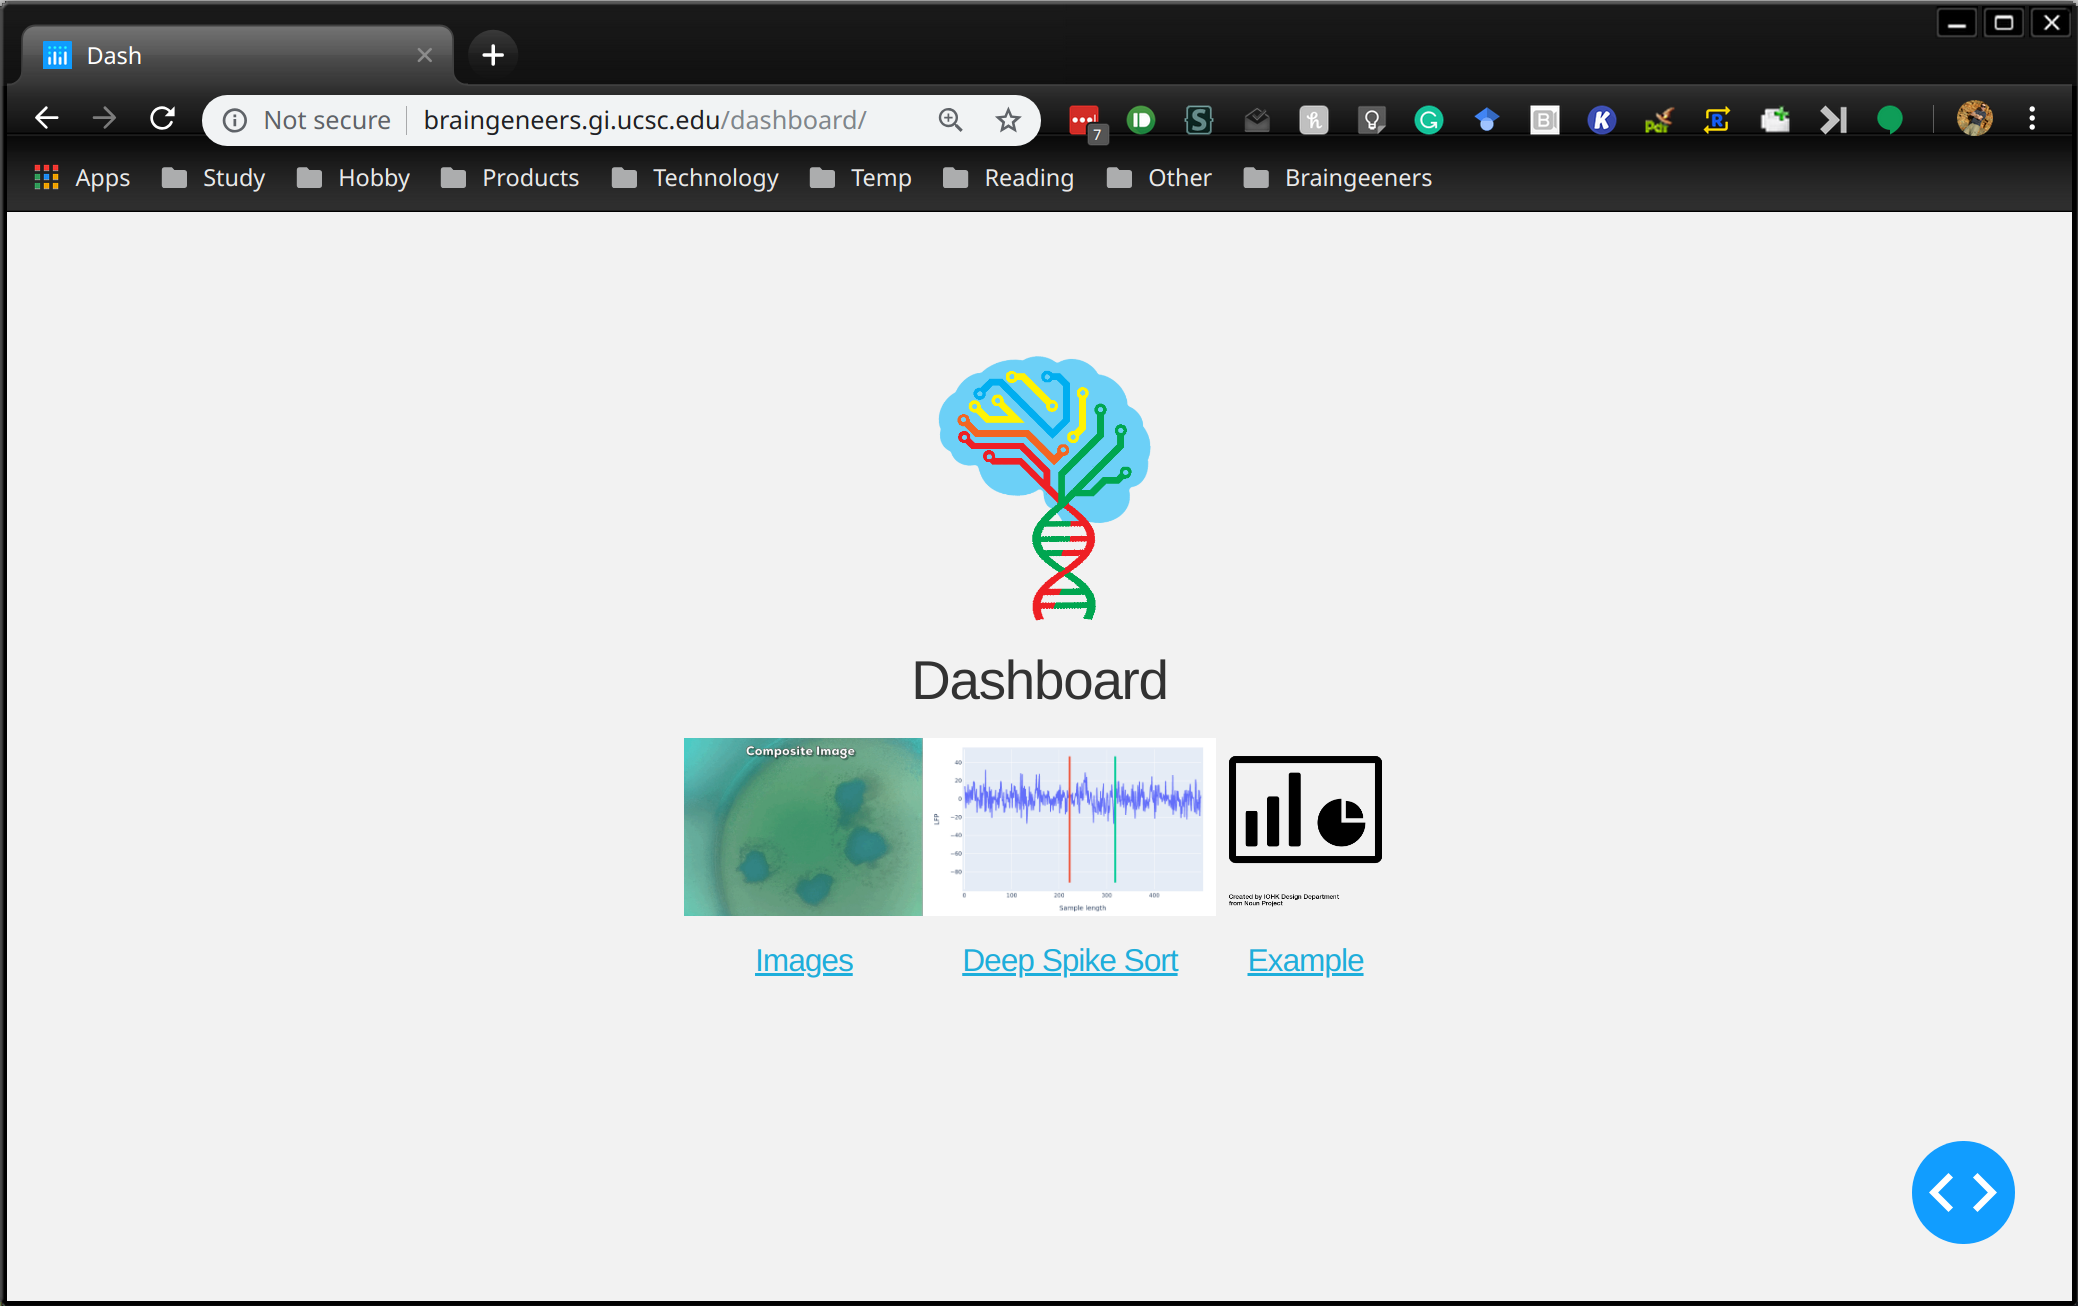 Dash
Not secure braingeneers.gi.ucsc.edu/dashboard/
7
Apps Study Hobby Products Technology Temp Reading Other Braingeeners
Dashboard
Composite Image
40
20
0
−20
−40
−60
−80
LFP
0 100 200 300 400
Sample length
Created by IOHK Design Department
from Noun Project
Images Deep Spike Sort Example